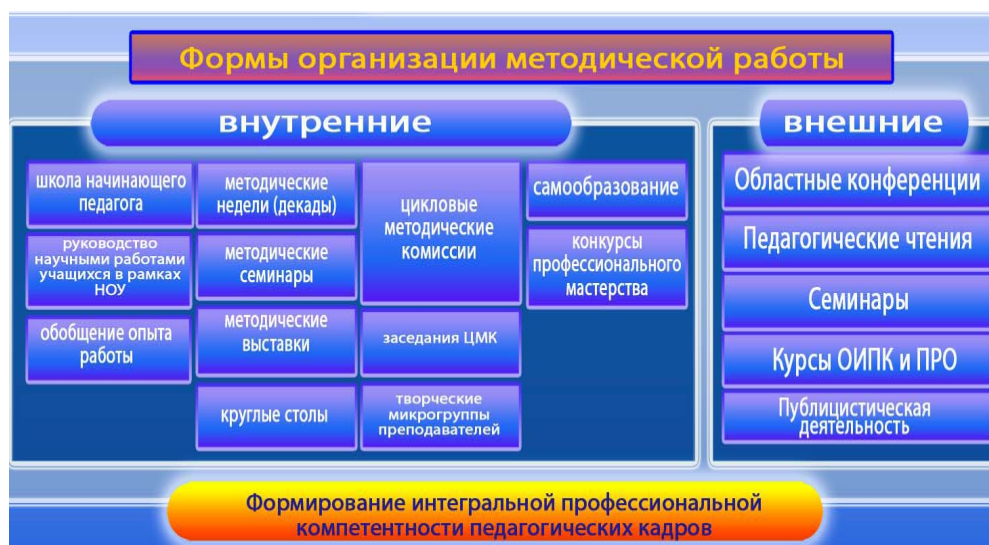 Формы организации методической работы
внутренние
школа начинающего
педагога
руководство
научными работами
учащихся в рамках
НОУ
обобщение опыта
работы
методические
недели (декады)
методические
семинары
методические
выставки
круглые столы
цикловые
методические
комиссии
заседания ЦМК
творческие
микрогруппы
преподавателей
самообразование
конкурсы
профессионального
мастерства
внешние
Областные конференции
Педагогические чтения
Семинары
Курсы ОИПК и ПРО
Публицистическая
деятельность
Формирование интегральной профессиональной
компетентности педагогических кадров